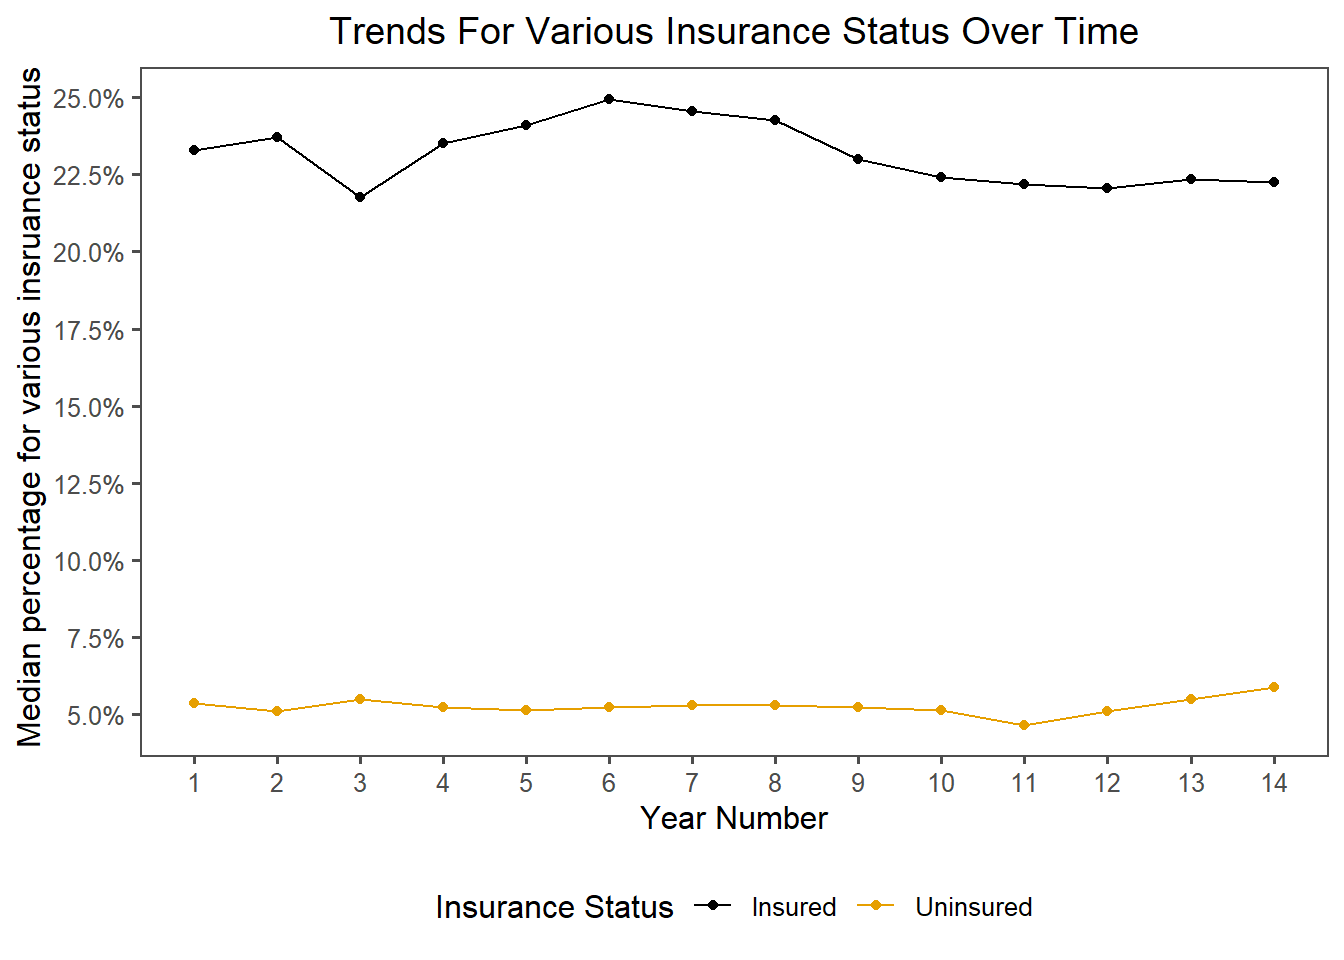 Trends For Various Insurance Status Over Time
Median percentage for various insruance status
25.0%
22.5%
20.0%
17.5%
15.0%
12.5%
10.0%
7.5%
5.0%
1 2 3 4 5 6 7 8 9 10 11 12 13 14
Year Number
Insurance Status Insured Uninsured